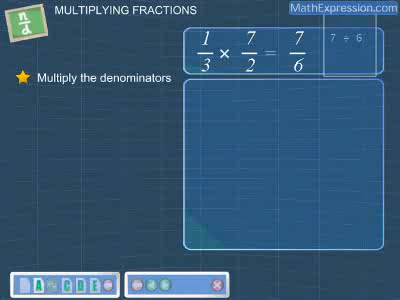 MULTIPLYING FRACTIONS
MathExpression.com
n/d
1/3 × 7/2 = 7/6
7 ÷ 6
Multiply the denominators
A C D E